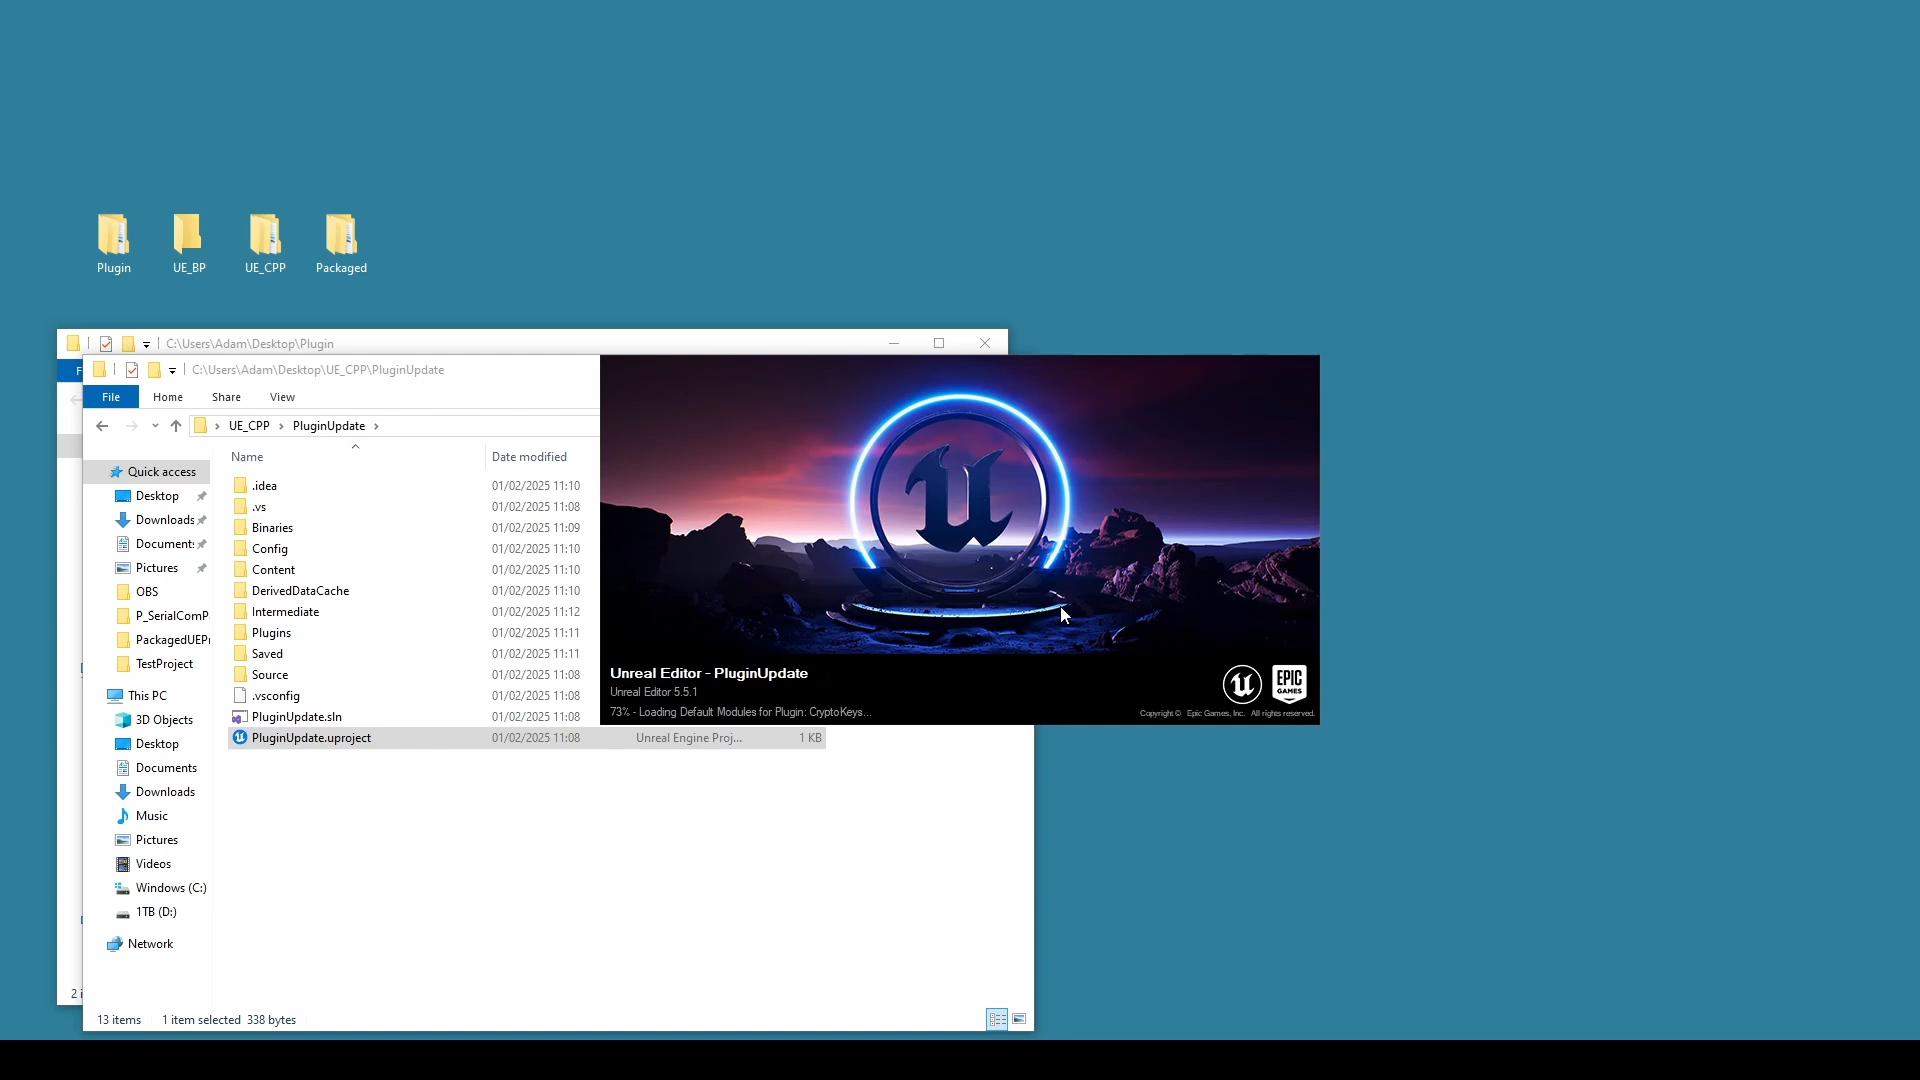 Plugin
UE_BP
UE_CPP
Packaged
C:\Users\Adam\Desktop\Plugin
C:\Users\Adam\Desktop\UE_CPP\PluginUpdate
File Home Share View
UE_CPP > PluginUpdate >
Name Date modified
Quick access
Desktop
Downloads
Document:
Pictures
OBS
P_SerialComP
PackagedUEPr
TestProject
This PC
3D Objects
Desktop
Documents
Downloads
Music
Pictures
Videos
Windows (C:)
1TB (D:)
Network
.idea 01/02/2025 11:10
.vs 01/02/2025 11:08
Binaries 01/02/2025 11:09
Config 01/02/2025 11:10
Content 01/02/2025 11:10
DerivedDataCache 01/02/2025 11:10
Intermediate 01/02/2025 11:12
Plugins 01/02/2025 11:11
Saved 01/02/2025 11:11
Source 01/02/2025 11:08
.vsconfig 01/02/2025 11:08
PluginUpdate.sln 01/02/2025 11:08
PluginUpdate.uproject 01/02/2025 11:08 Unreal Engine Proj... 1 KB
Unreal Editor - PluginUpdate
Unreal Editor 5.5.1
73% - Loading Default Modules for Plugin: CryptoKeys...
EPIC
GAMES
Copyright © Epic Games, Inc. All rights reserved.
2 i
13 items 1 item selected 338 bytes